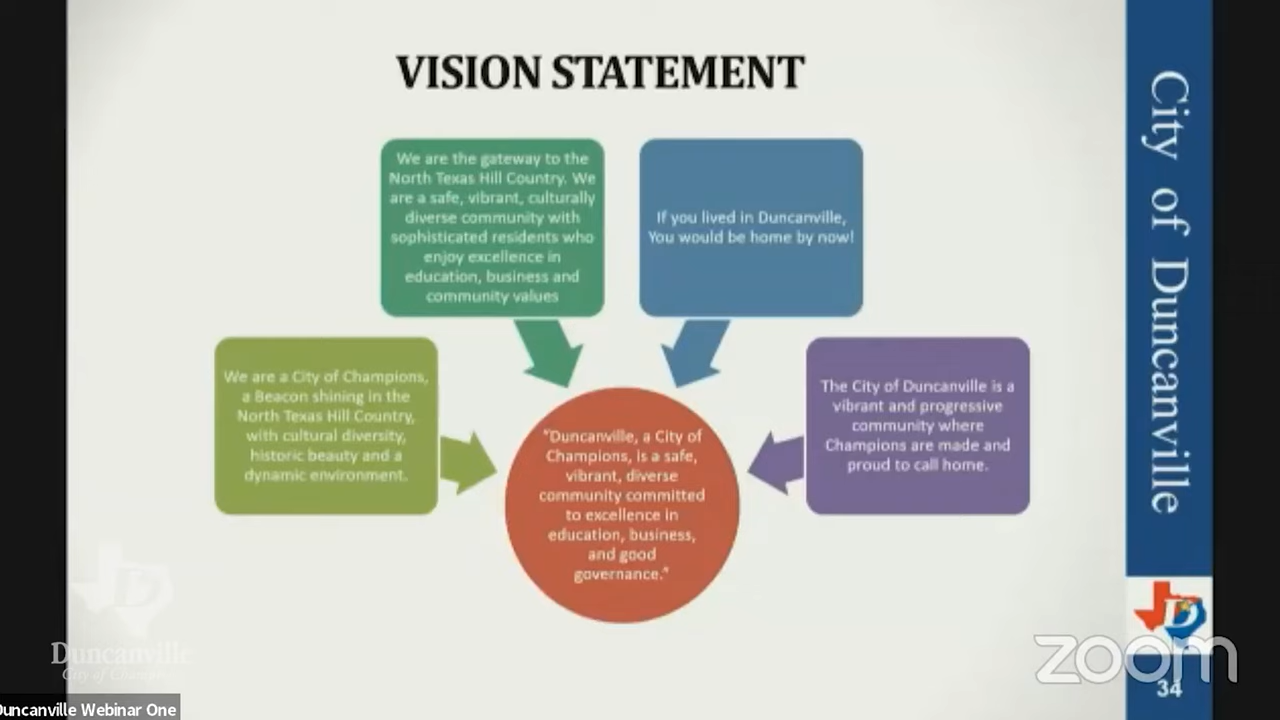 VISION STATEMENT
We are the gateway to the
North Texas Hill Country. We
are a safe, vibrant, culturally
diverse community with
sophisticated residents who
enjoy excellence in
education, business and
community values
If you lived in Duncanville,
You would be home by now!
We are a City of Champions,
a Beacon shining in the
North Texas Hill Country,
with cultural diversity,
historic beauty and a
dynamic environment.
"Duncanville, a City of
Champions, is a safe,
vibrant, diverse
community committed
to excellence in
education, business,
and good
governance."
The City of Duncanville is a
vibrant and progressive
community where
Champions are made and
proud to call home.
City of Duncanville
D
zoom
34
D
Duncanville
City of Champions
Duncanville Webinar One